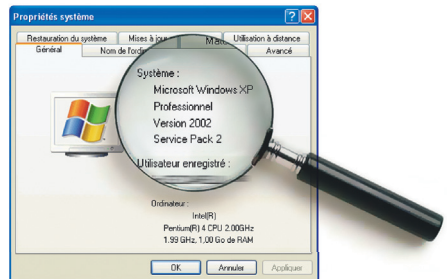 Propriétés système
Restauration du système Mises à jour Utilisation à distance
Général Nom de l'ordi Mat Avancé
Système :
Microsoft Windows XP
Professionnel
Version 2002
Service Pack 2
Utilisateur enregistré :
Ordinateur :
Intel(R)
Pentium(R) 4 CPU 2.00GHz
1.99 GHz, 1,00 Go de RAM
OK Annuler Appliquer